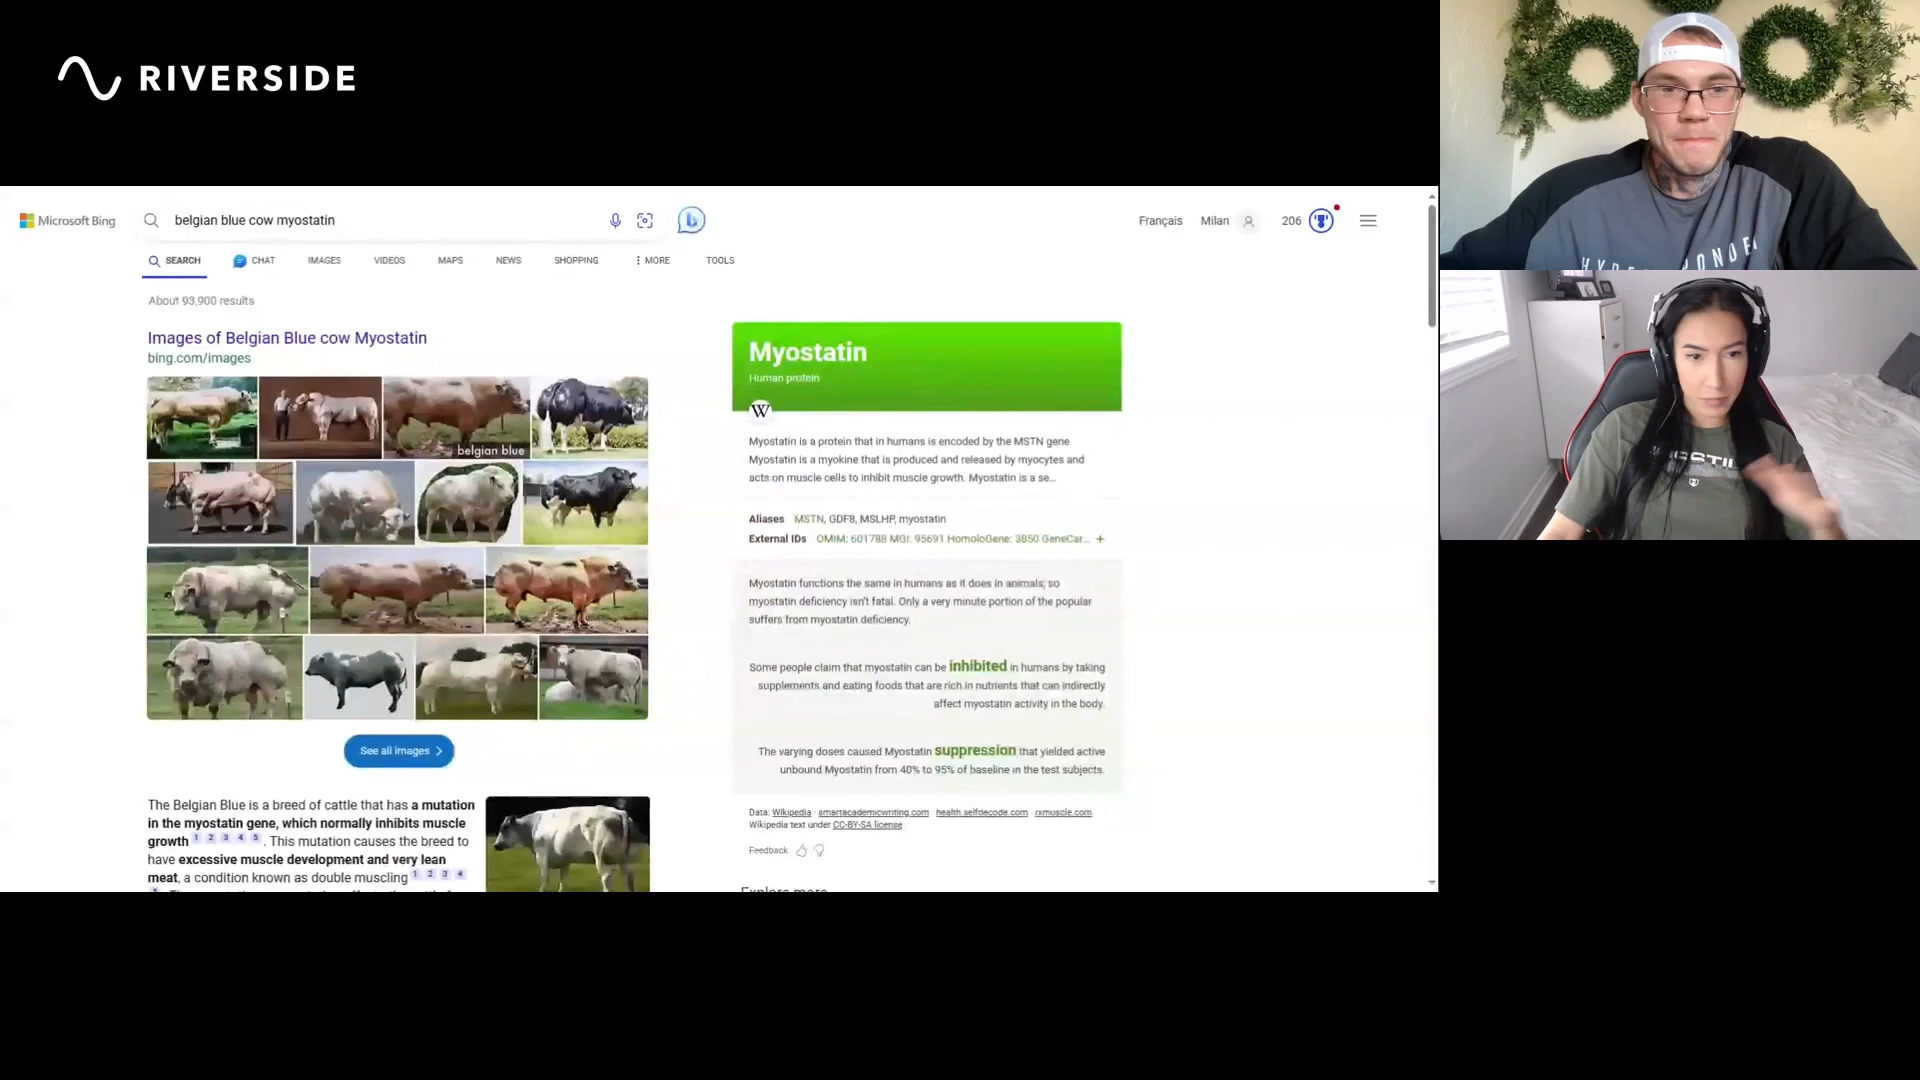 RIVERSIDE
Microsoft Bing
belgian blue cow myostatin
Français Milan 206
SEARCH CHAT IMAGES VIDEOS MAPS NEWS SHOPPING MORE TOOLS
About 93,900 results
Images of Belgian Blue cow Myostatin
bing.com/images
belgian blue
See all images
The Belgian Blue is a breed of cattle that has a mutation
in the myostatin gene, which normally inhibits muscle
growth 1 2 3 4 5 . This mutation causes the breed to
have excessive muscle development and very lean
meat, a condition known as double muscling 1 2 3 4
Myostatin
Human protein
W
Myostatin is a protein that in humans is encoded by the MSTN gene
Myostatin is a myokine that is produced and released by myocytes and
acts on muscle cells to inhibit muscle growth. Myostatin is a se...
Aliases MSTN, GDF8, MSLHP, myostatin
External IDs OMIM: 601788 MGI: 95691 HomoloGene: 3850 GeneCar... +
Myostatin functions the same in humans as it does in animals, so
myostatin deficiency isn't fatal. Only a very minute portion of the popular
suffers from myostatin deficiency.
Some people claim that myostatin can be inhibited in humans by taking
supplements and eating foods that are rich in nutrients that can indirectly
affect myostatin activity in the body.
The varying doses caused Myostatin suppression that yielded active
unbound Myostatin from 40% to 95% of baseline in the test subjects.
Data: Wikipedia · smartacademicwriting.com · health.selfdecode.com · rxmuscle.com
Wikipedia text under CC-BY-SA license
Feedback
Explore more